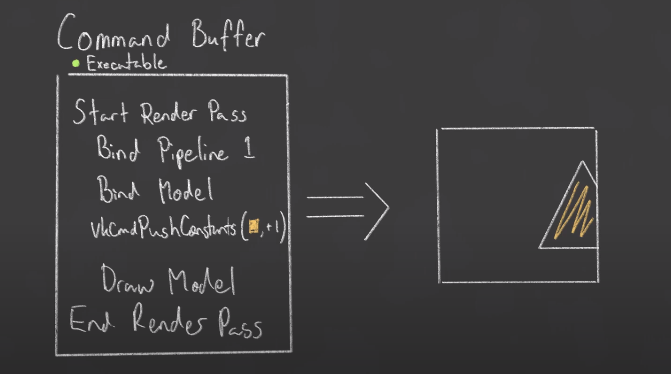 Command Buffer
Executable
Start Render Pass
Bind Pipeline 1
Bind Model
vkCmdPushConstants( , +1)
Draw Model
End Render Pass